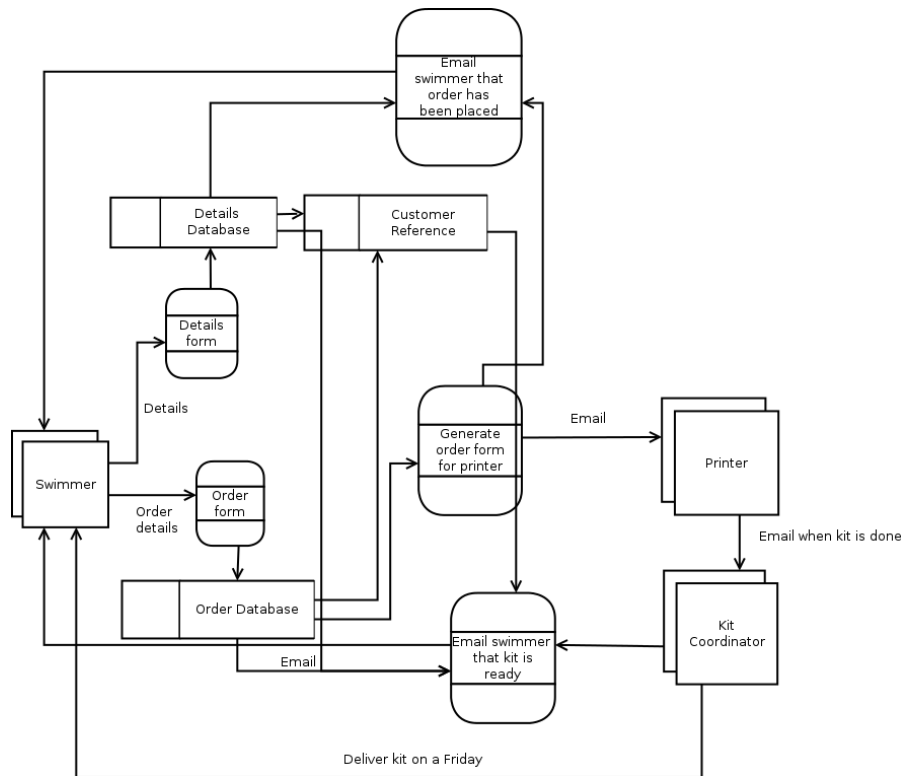 Email
swimmer that
order has
been placed
Details
Database
Customer
Reference
Details
form
Details
Swimmer
Order
details
Order
form
Generate
order form
for printer
Email
Printer
Email when kit is done
Order Database
Email
Email swimmer
that kit is
ready
Kit
Coordinator
Deliver kit on a Friday